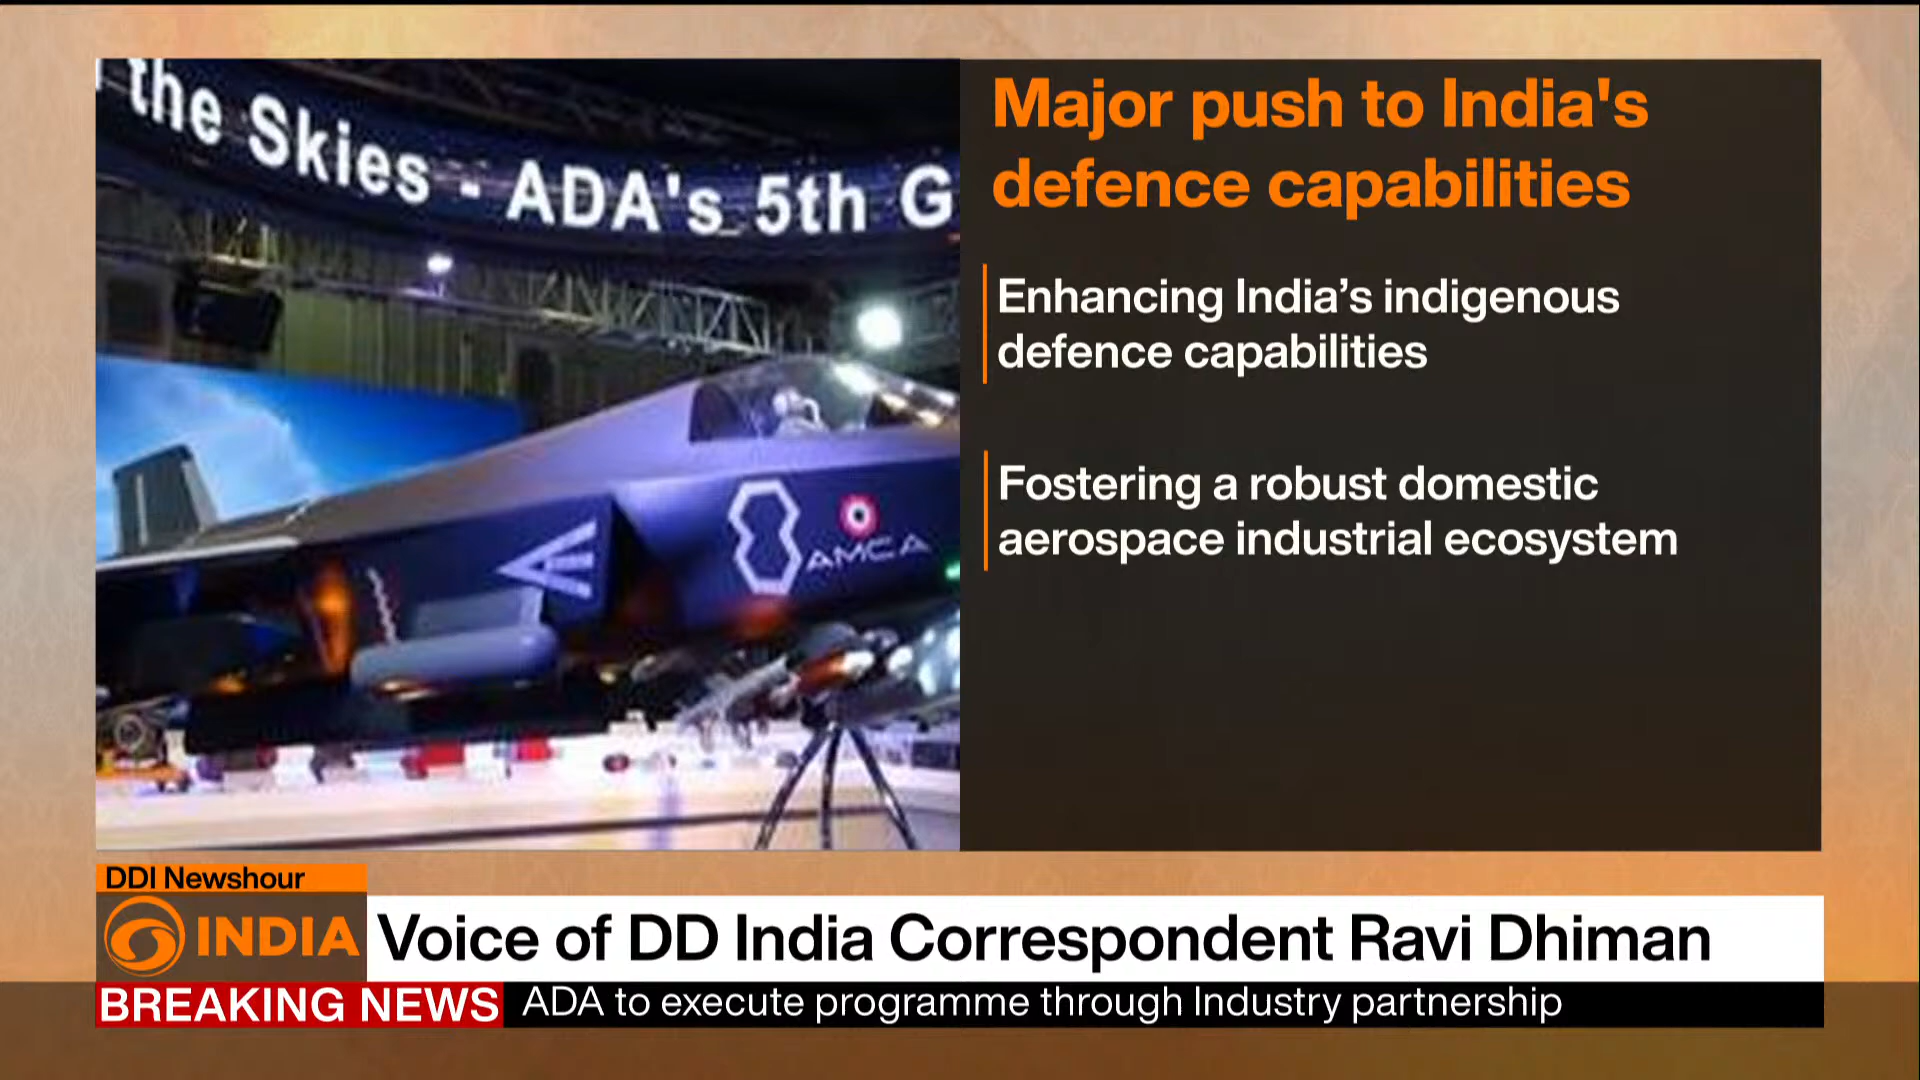 the Skies - ADA's 5th G
AMCA
Major push to India's
defence capabilities
Enhancing India’s indigenous
defence capabilities
Fostering a robust domestic
aerospace industrial ecosystem
DDI Newshour
INDIA
Voice of DD India Correspondent Ravi Dhiman
BREAKING NEWS
ADA to execute programme through Industry partnership